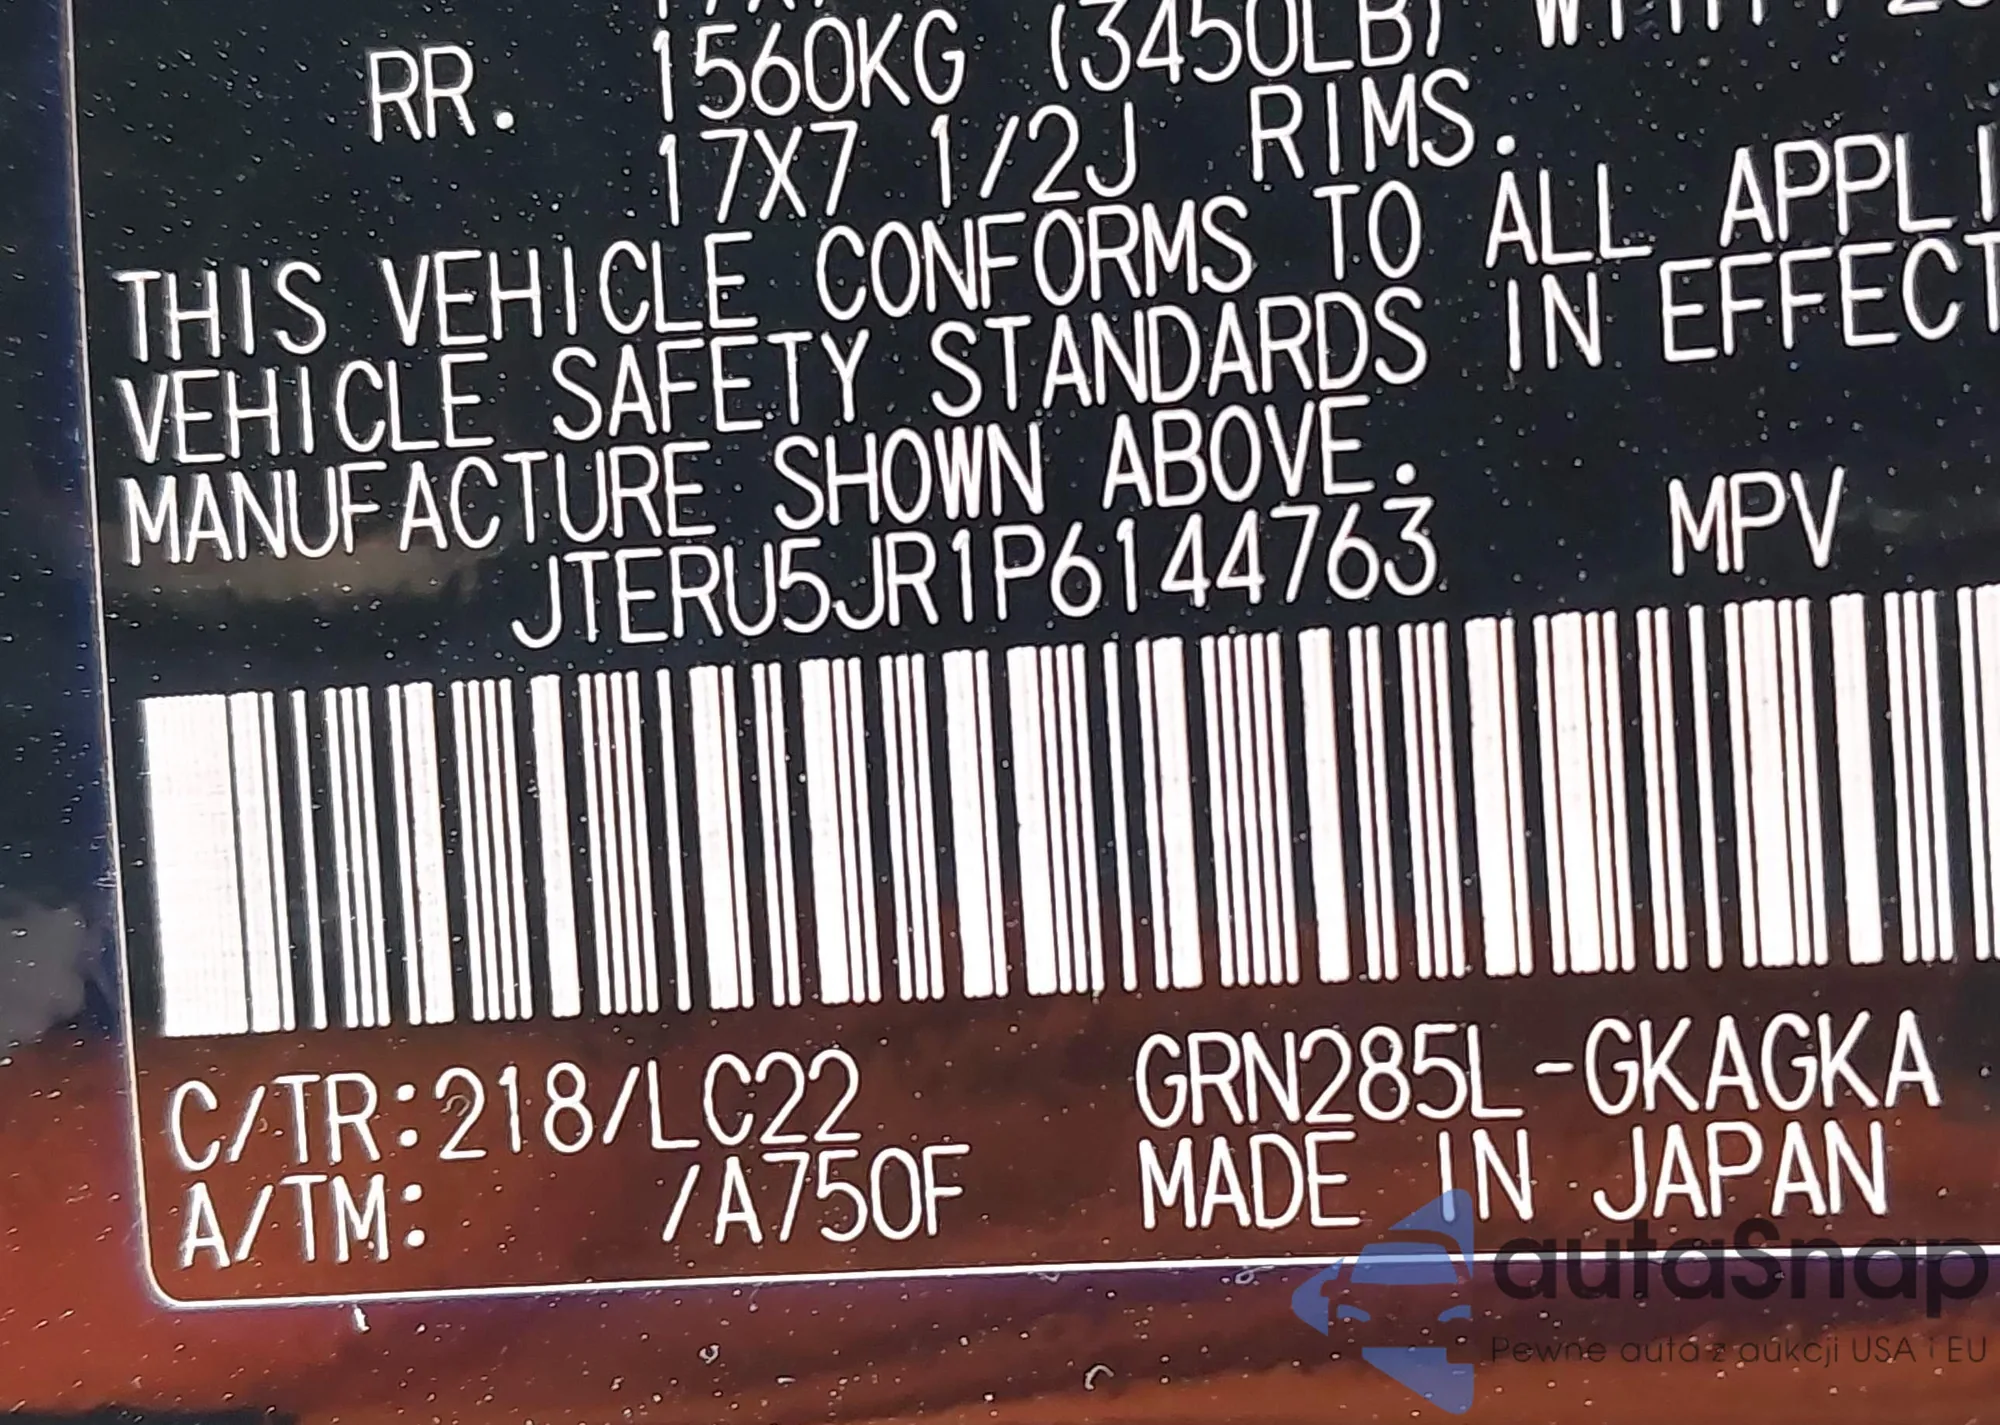 RR. 1560KG (3450LB) WITH
17X7 1/2J RIMS.
THIS VEHICLE CONFORMS TO ALL APPLI
VEHICLE SAFETY STANDARDS IN EFFECT
MANUFACTURE SHOWN ABOVE.
JTERU5JR1P6144763 MPV
C/TR:218/LC22 GRN285L-GKAGKA
A/TM: /A750F MADE IN JAPAN
autaSnap
Pewne auta z aukcji USA i EU